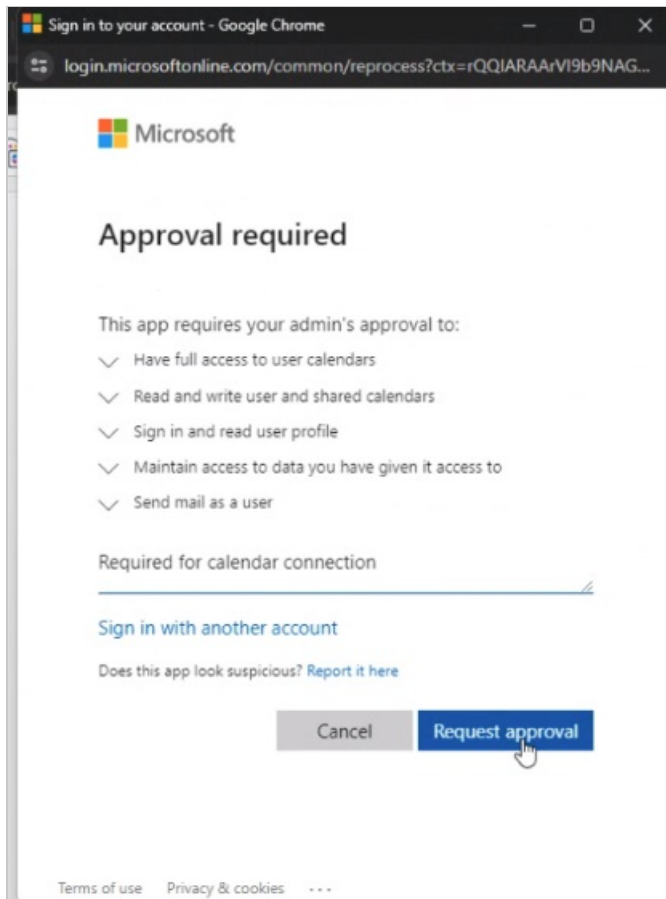 Sign in to your account - Google Chrome
login.microsoftonline.com/common/reprocess?ctx=rQQIARAArVI9b9NAG...
Microsoft
Approval required
This app requires your admin's approval to:
Have full access to user calendars
Read and write user and shared calendars
Sign in and read user profile
Maintain access to data you have given it access to
Send mail as a user
Required for calendar connection
Sign in with another account
Does this app look suspicious? Report it here
Cancel Request approval
Terms of use Privacy & cookies ...